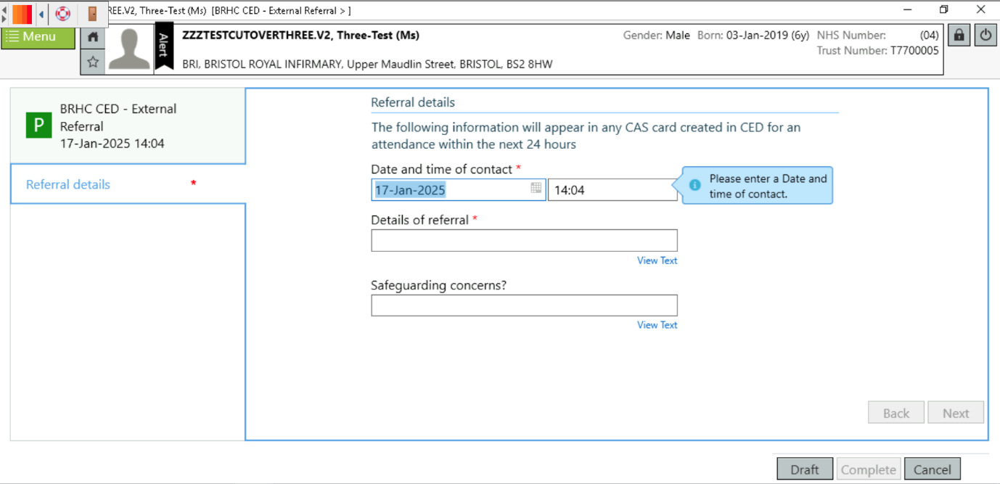 REE.V2, Three-Test (Ms) [BRHC CED - External Referral > ]
Menu
Alert
ZZZTESTCUTOVERTHREE.V2, Three-Test (Ms)
Gender: Male Born: 03-Jan-2019 (6y) NHS Number: (04)
Trust Number: T7700005
BRI, BRISTOL ROYAL INFIRMARY, Upper Maudlin Street, BRISTOL, BS2 8HW
P
BRHC CED - External
Referral
17-Jan-2025 14:04
Referral details *
Referral details
The following information will appear in any CAS card created in CED for an
attendance within the next 24 hours
Date and time of contact *
17-Jan-2025 14:04
Please enter a Date and
time of contact.
Details of referral *
View Text
Safeguarding concerns?
View Text
Back Next
Draft Complete Cancel